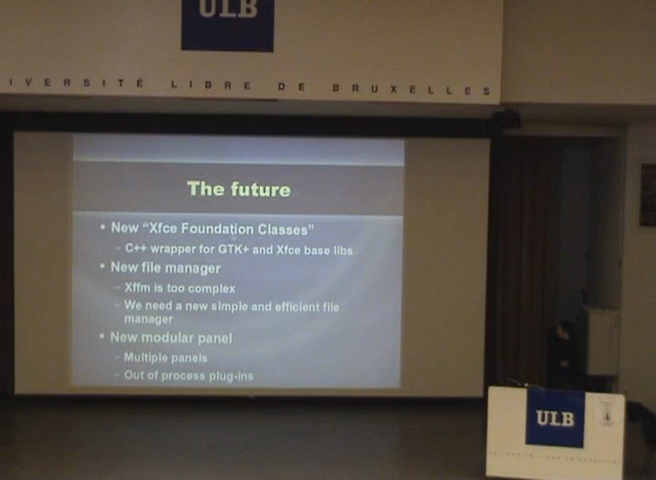 ULB
IVERSITÉ LIBRE DE BRUXELLES
The future
• New “Xfce Foundation Classes”
– C++ wrapper for GTK+ and Xfce base libs
• New file manager
– Xffm is too complex
– We need a new simple and efficient file
manager
• New modular panel
– Multiple panels
– Out of process plug-ins
ULB